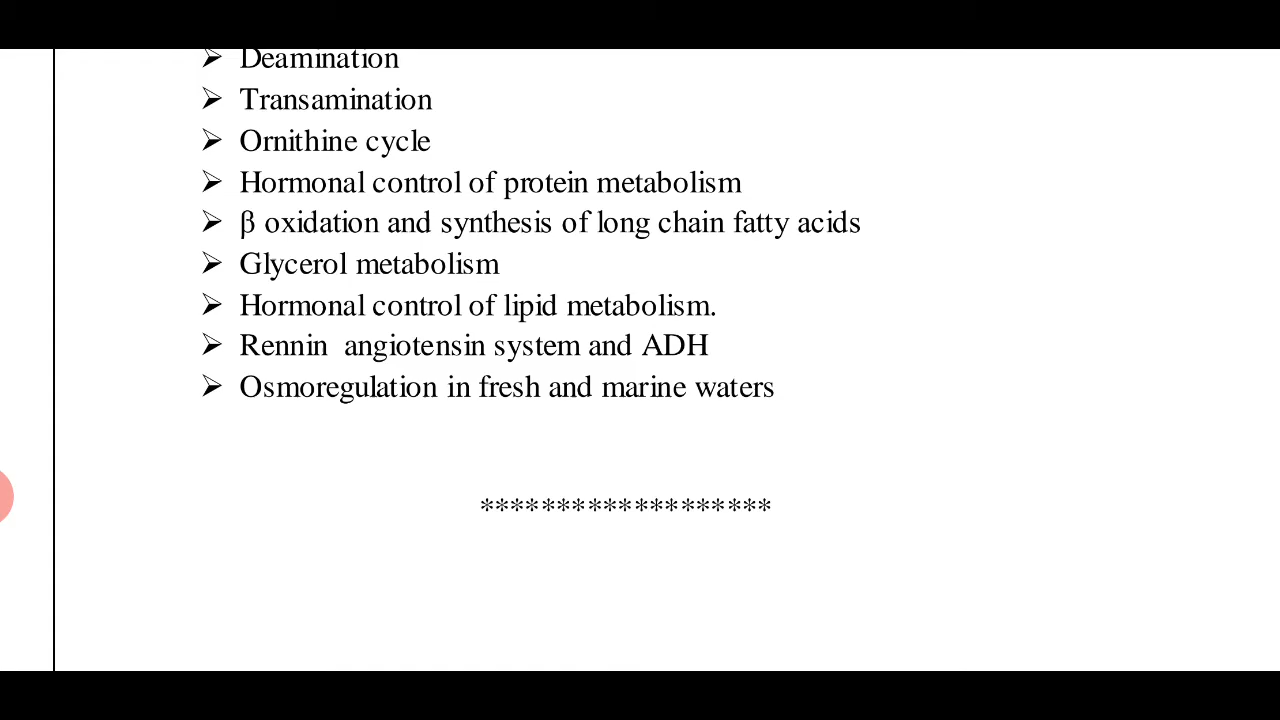 ➢ Deamination
➢ Transamination
➢ Ornithine cycle
➢ Hormonal control of protein metabolism
➢ β oxidation and synthesis of long chain fatty acids
➢ Glycerol metabolism
➢ Hormonal control of lipid metabolism.
➢ Rennin  angiotensin system and ADH
➢ Osmoregulation in fresh and marine waters
*******************